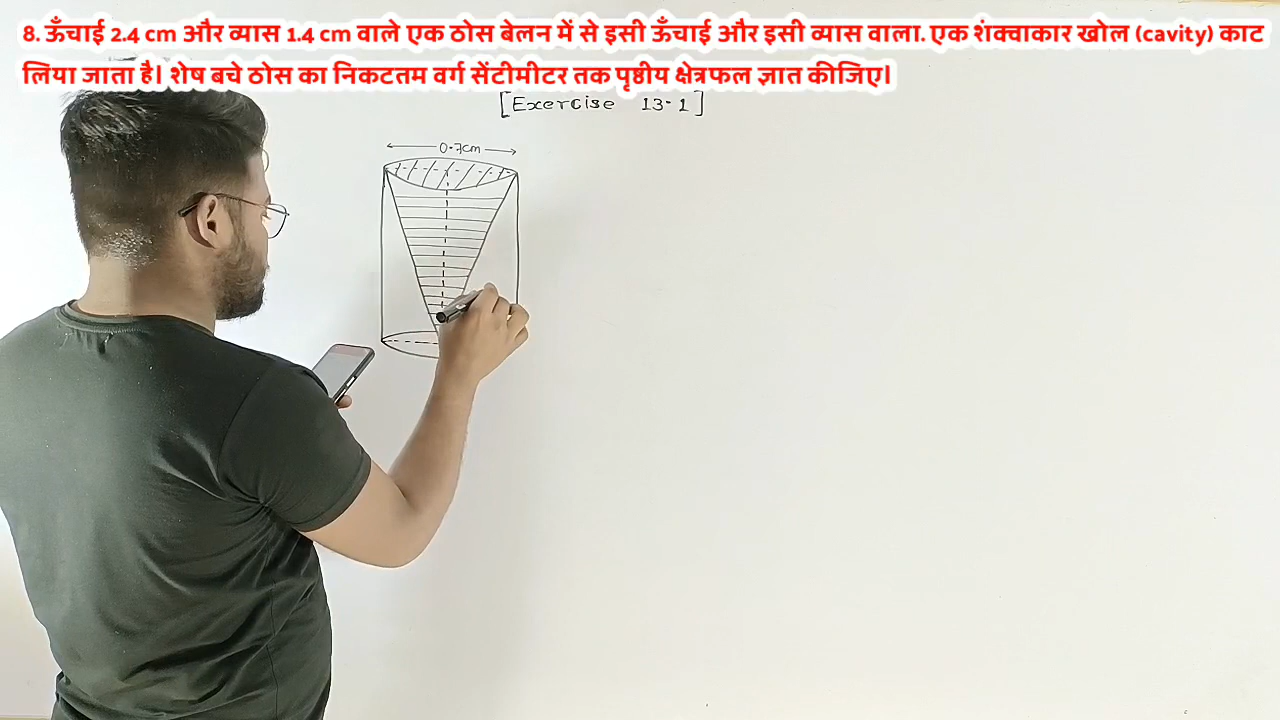 8. ऊँचाई 2.4 cm और व्यास 1.4 cm वाले एक ठोस बेलन में से इसी ऊँचाई और इसी व्यास वाला. एक शंक्वाकार खोल (cavity) काट
लिया जाता है। शेष बचे ठोस का निकटतम वर्ग सेंटीमीटर तक पृष्ठीय क्षेत्रफल ज्ञात कीजिए।
[Exercise 13.1]
0.7cm